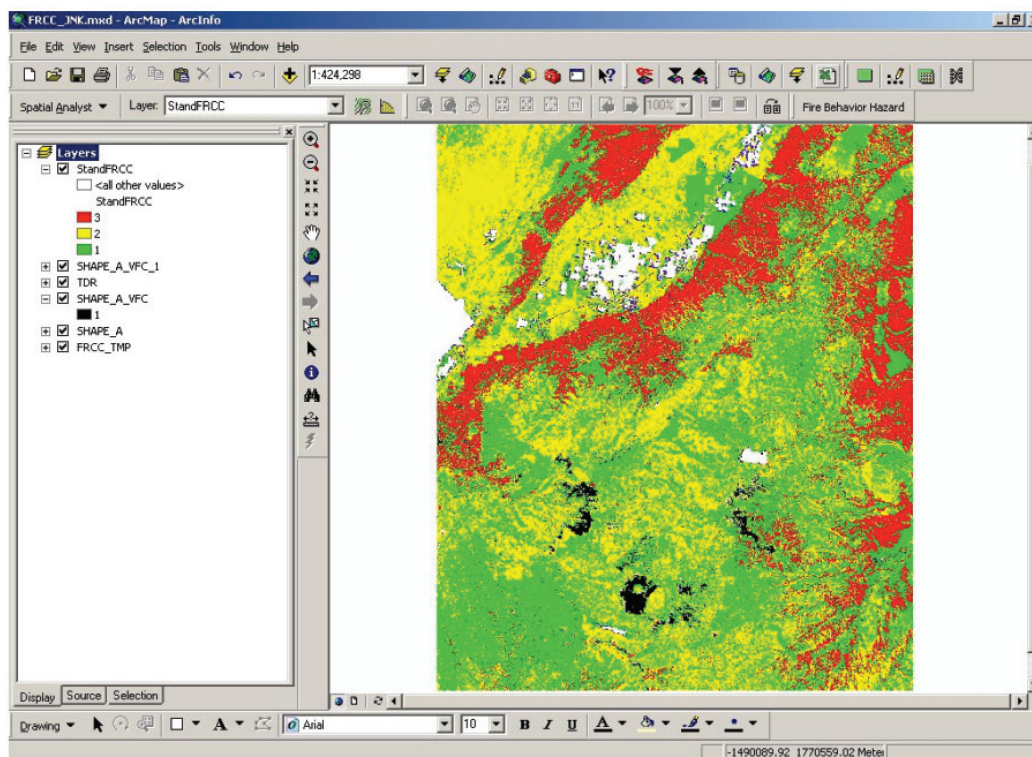 FRCC_JNK.mxd - ArcMap - ArcInfo
File Edit View Insert Selection Tools Window Help
1:424,298
Spatial Analyst Layer: StandFRCC 100% Fire Behavior Hazard
Layers
StandFRCC
<all other values>
StandFRCC
3
2
1
SHAPE_A_VFC_1
TDR
SHAPE_A_VFC
1
SHAPE_A
FRCC_TMP
Display Source Selection
Drawing A Arial 10 B I U A
-1490089.92 1770559.02 Meter